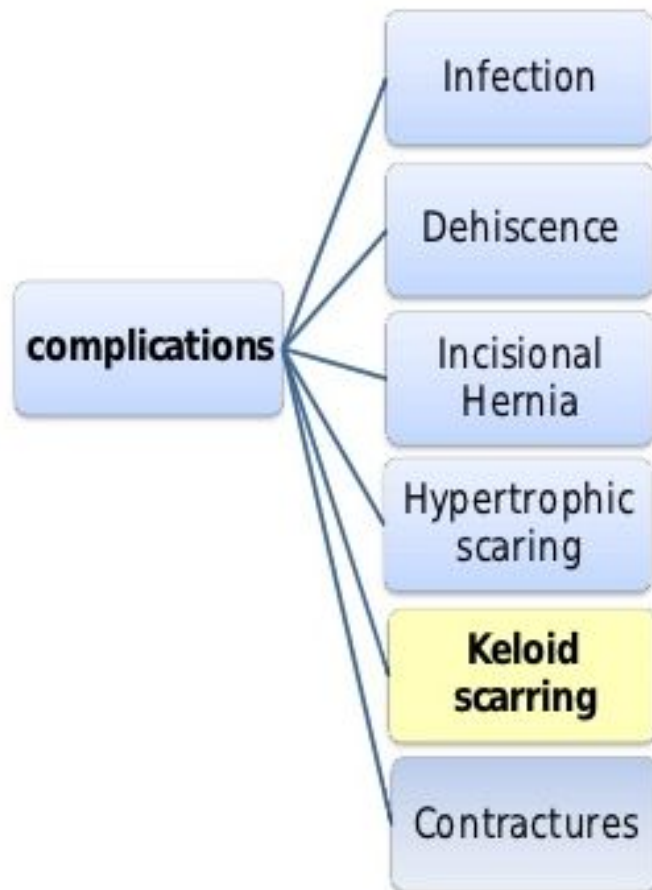 complications
Infection
Dehiscence
Incisional
Hernia
Hypertrophic
scaring
Keloid
scarring
Contractures